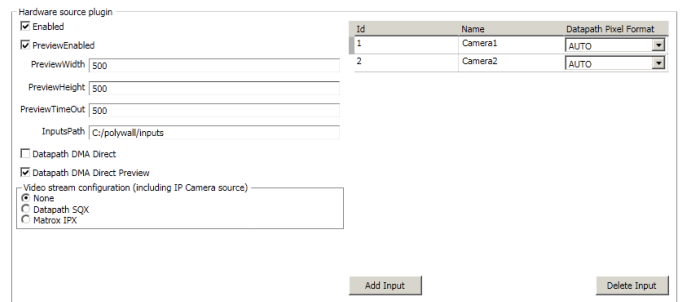 Hardware source plugin
Enabled
PreviewEnabled
PreviewWidth 500
PreviewHeight 500
PreviewTimeOut 500
InputsPath C:/polywall/inputs
Datapath DMA Direct
Datapath DMA Direct Preview
Video stream configuration (including IP Camera source)
None
Datapath SQX
Matrox IPX
Id Name Datapath Pixel Format
1 Camera1 AUTO
2 Camera2 AUTO
Add Input Delete Input